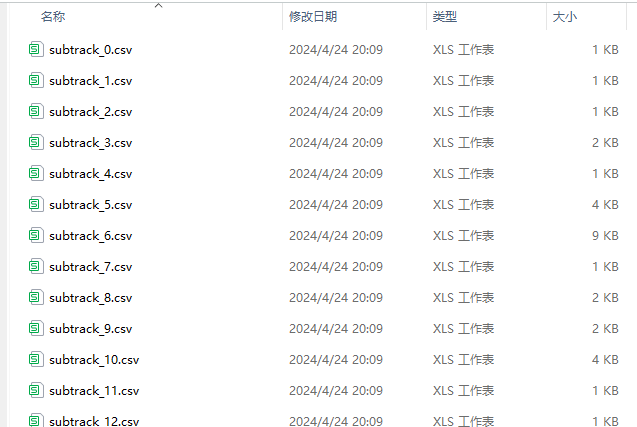 名称 修改日期 类型 大小
subtrack_0.csv 2024/4/24 20:09 XLS 工作表 1 KB
subtrack_1.csv 2024/4/24 20:09 XLS 工作表 1 KB
subtrack_2.csv 2024/4/24 20:09 XLS 工作表 1 KB
subtrack_3.csv 2024/4/24 20:09 XLS 工作表 2 KB
subtrack_4.csv 2024/4/24 20:09 XLS 工作表 1 KB
subtrack_5.csv 2024/4/24 20:09 XLS 工作表 4 KB
subtrack_6.csv 2024/4/24 20:09 XLS 工作表 9 KB
subtrack_7.csv 2024/4/24 20:09 XLS 工作表 1 KB
subtrack_8.csv 2024/4/24 20:09 XLS 工作表 2 KB
subtrack_9.csv 2024/4/24 20:09 XLS 工作表 2 KB
subtrack_10.csv 2024/4/24 20:09 XLS 工作表 4 KB
subtrack_11.csv 2024/4/24 20:09 XLS 工作表 1 KB
subtrack_12.csv 2024/4/24 20:09 XLS 工作表 1 KB